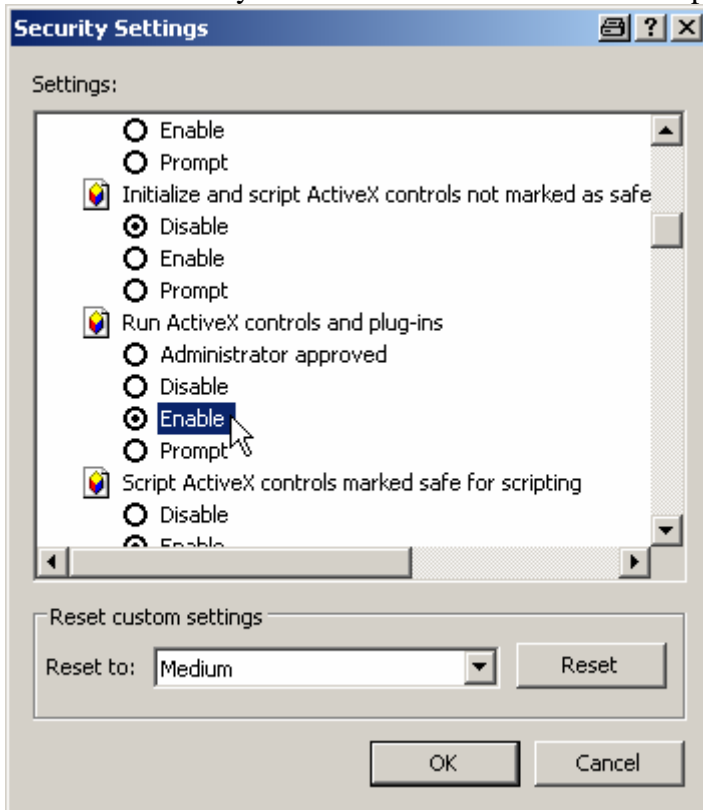 Security Settings
Settings:
Enable
Prompt
Initialize and script ActiveX controls not marked as safe
Disable
Enable
Prompt
Run ActiveX controls and plug-ins
Administrator approved
Disable
Enable
Prompt
Script ActiveX controls marked safe for scripting
Disable
Enable
Reset custom settings
Reset to: Medium Reset
OK Cancel